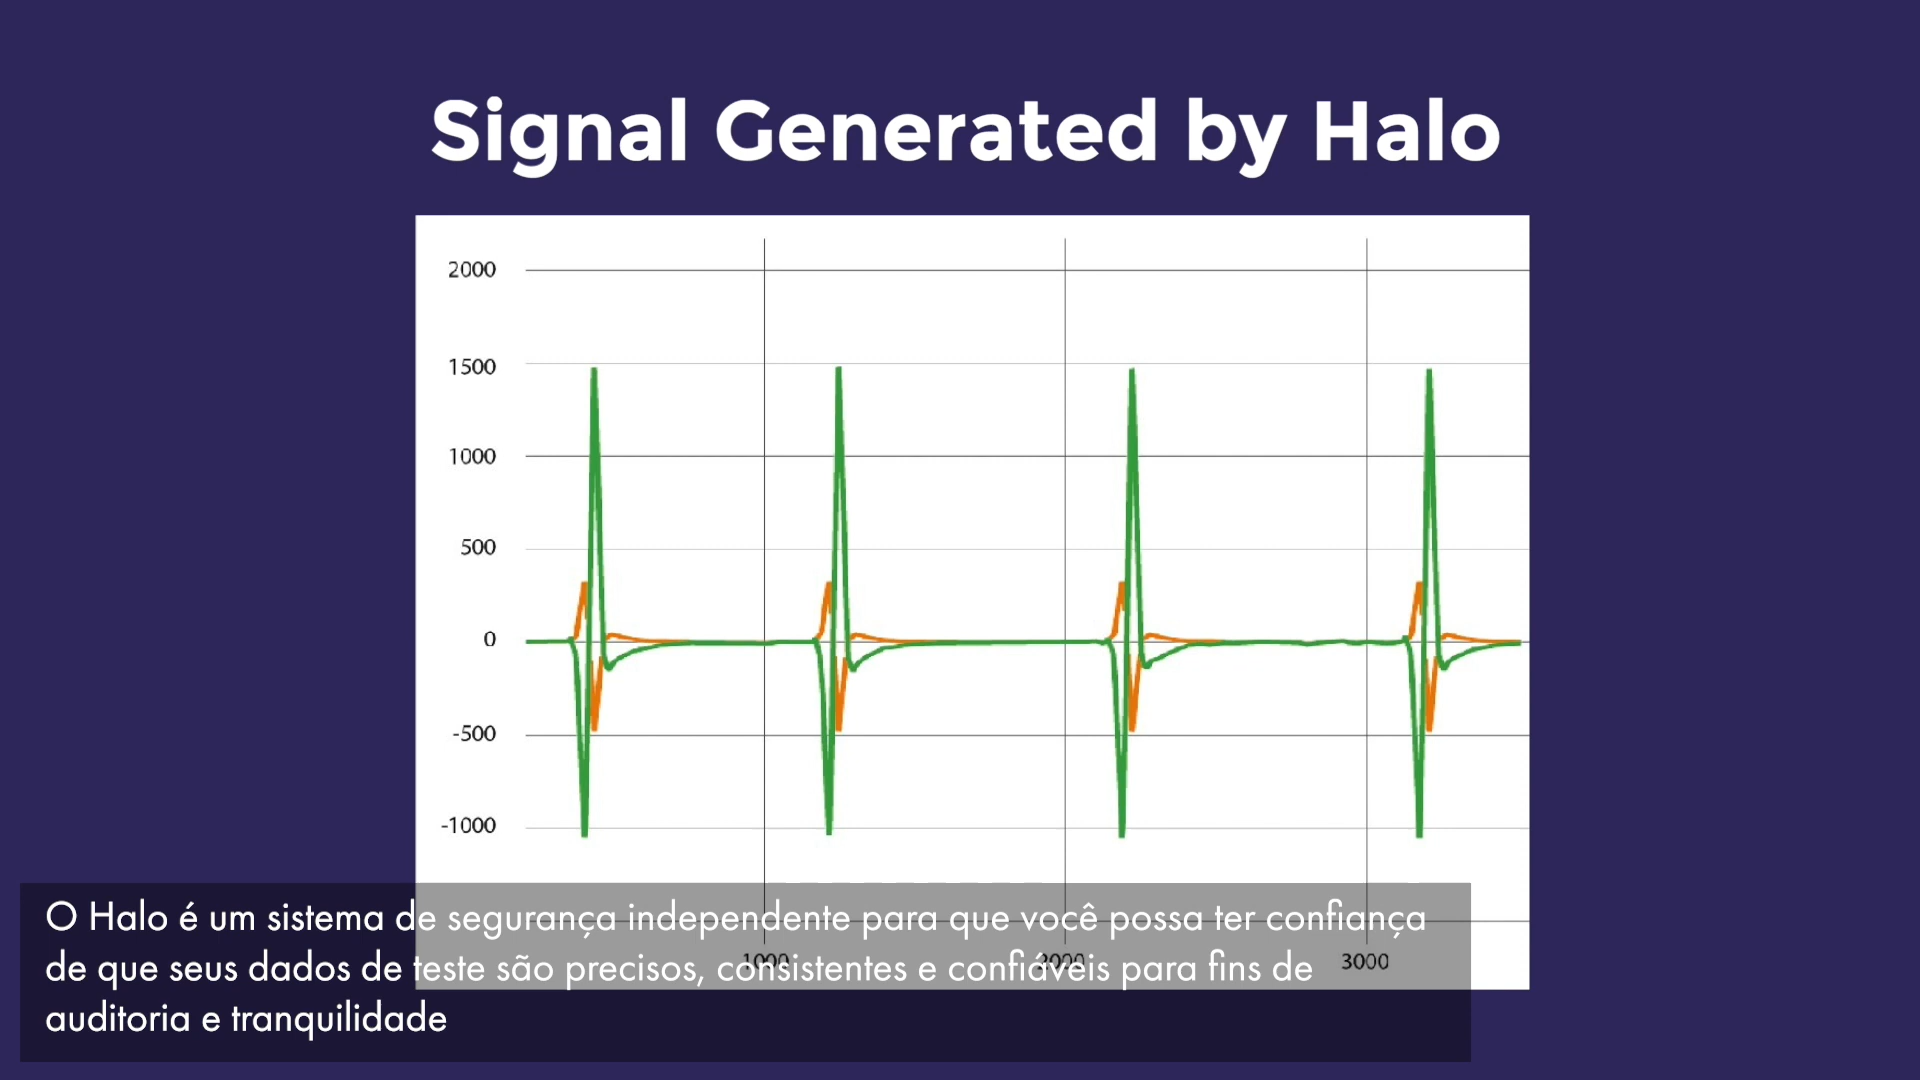 Signal Generated by Halo
2000
1500
1000
500
0
-500
-1000
1000 2000 3000
O Halo é um sistema de segurança independente para que você possa ter confiança
de que seus dados de teste são precisos, consistentes e confiáveis para fins de
auditoria e tranquilidade